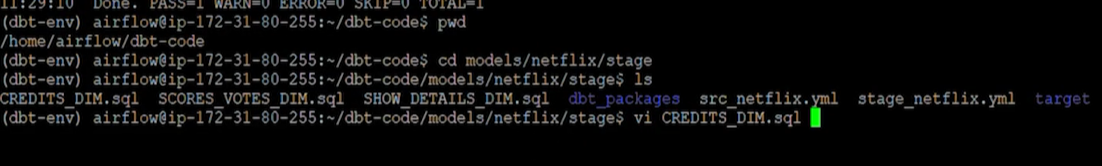 11:29:10  Done. PASS=1 WARN=0 ERROR=0 SKIP=0 TOTAL=1
(dbt-env) airflow@ip-172-31-80-255:~/dbt-code$ pwd
/home/airflow/dbt-code
(dbt-env) airflow@ip-172-31-80-255:~/dbt-code$ cd models/netflix/stage
(dbt-env) airflow@ip-172-31-80-255:~/dbt-code/models/netflix/stage$ ls
CREDITS_DIM.sql  SCORES_VOTES_DIM.sql  SHOW_DETAILS_DIM.sql  dbt_packages  src_netflix.yml  stage_netflix.yml  target
(dbt-env) airflow@ip-172-31-80-255:~/dbt-code/models/netflix/stage$ vi CREDITS_DIM.sql